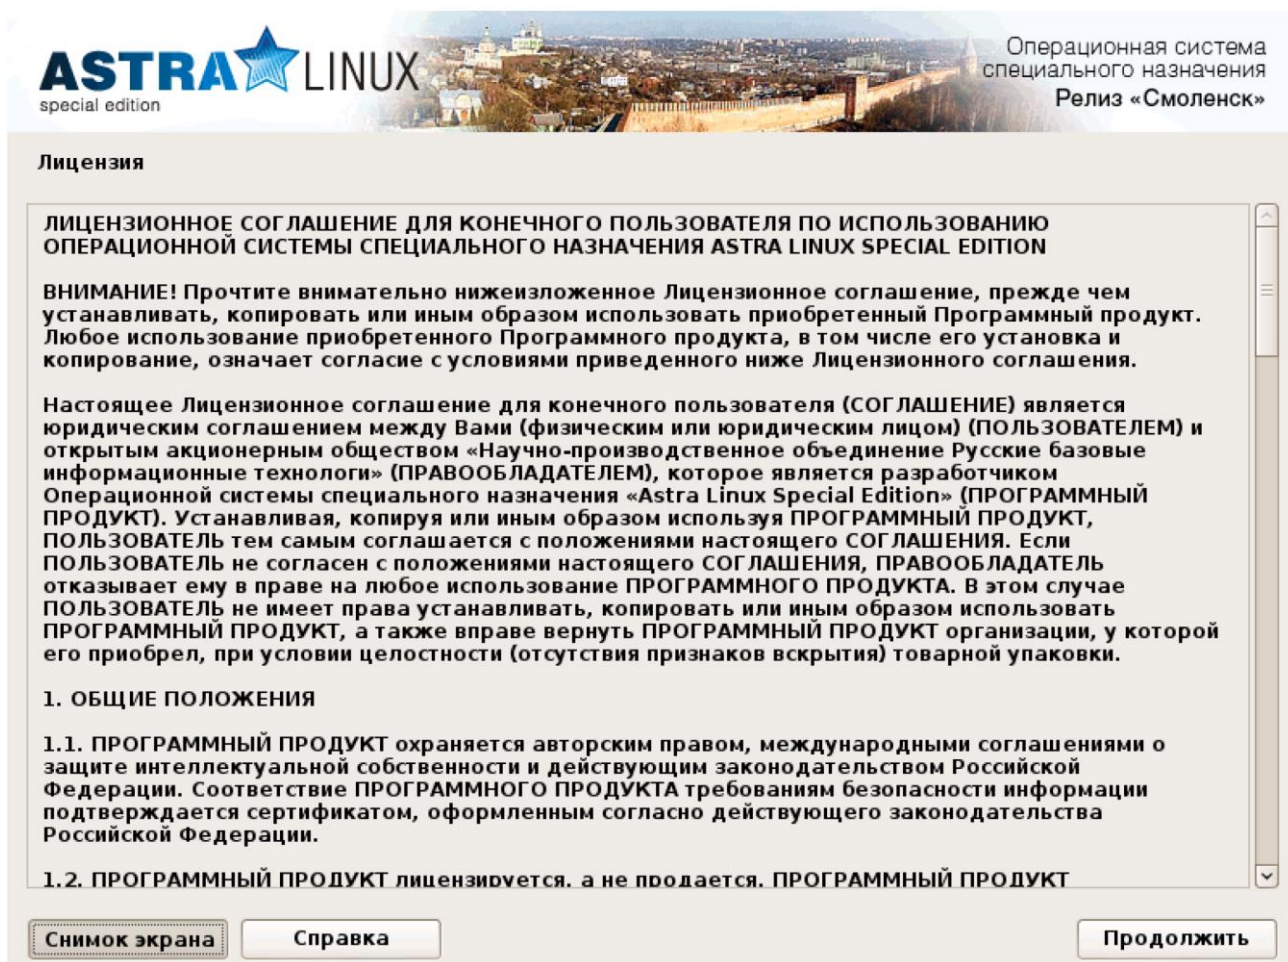 ASTRA LINUX
special edition
Операционная система
специального назначения
Релиз «Смоленск»
Лицензия
ЛИЦЕНЗИОННОЕ СОГЛАШЕНИЕ ДЛЯ КОНЕЧНОГО ПОЛЬЗОВАТЕЛЯ ПО ИСПОЛЬЗОВАНИЮ
ОПЕРАЦИОННОЙ СИСТЕМЫ СПЕЦИАЛЬНОГО НАЗНАЧЕНИЯ ASTRA LINUX SPECIAL EDITION
ВНИМАНИЕ! Прочтите внимательно нижеизложенное Лицензионное соглашение, прежде чем
устанавливать, копировать или иным образом использовать приобретенный Программный продукт.
Любое использование приобретенного Программного продукта, в том числе его установка и
копирование, означает согласие с условиями приведенного ниже Лицензионного соглашения.
Настоящее Лицензионное соглашение для конечного пользователя (СОГЛАШЕНИЕ) является
юридическим соглашением между Вами (физическим или юридическим лицом) (ПОЛЬЗОВАТЕЛЕМ) и
открытым акционерным обществом «Научно-производственное объединение Русские базовые
информационные технологи» (ПРАВООБЛАДАТЕЛЕМ), которое является разработчиком
Операционной системы специального назначения «Astra Linux Special Edition» (ПРОГРАММНЫЙ
ПРОДУКТ). Устанавливая, копируя или иным образом используя ПРОГРАММНЫЙ ПРОДУКТ,
ПОЛЬЗОВАТЕЛЬ тем самым соглашается с положениями настоящего СОГЛАШЕНИЯ. Если
ПОЛЬЗОВАТЕЛЬ не согласен с положениями настоящего СОГЛАШЕНИЯ, ПРАВООБЛАДАТЕЛЬ
отказывает ему в праве на любое использование ПРОГРАММНОГО ПРОДУКТА. В этом случае
ПОЛЬЗОВАТЕЛЬ не имеет права устанавливать, копировать или иным образом использовать
ПРОГРАММНЫЙ ПРОДУКТ, а также вправе вернуть ПРОГРАММНЫЙ ПРОДУКТ организации, у которой
его приобрел, при условии целостности (отсутствия признаков вскрытия) товарной упаковки.
1. ОБЩИЕ ПОЛОЖЕНИЯ
1.1. ПРОГРАММНЫЙ ПРОДУКТ охраняется авторским правом, международными соглашениями о
защите интеллектуальной собственности и действующим законодательством Российской
Федерации. Соответствие ПРОГРАММНОГО ПРОДУКТА требованиям безопасности информации
подтверждается сертификатом, оформленным согласно действующего законодательства
Российской Федерации.
1.2. ПРОГРАММНЫЙ ПРОДУКТ лицензируется, а не продается. ПРОГРАММНЫЙ ПРОДУКТ
Снимок экрана
Справка
Продолжить